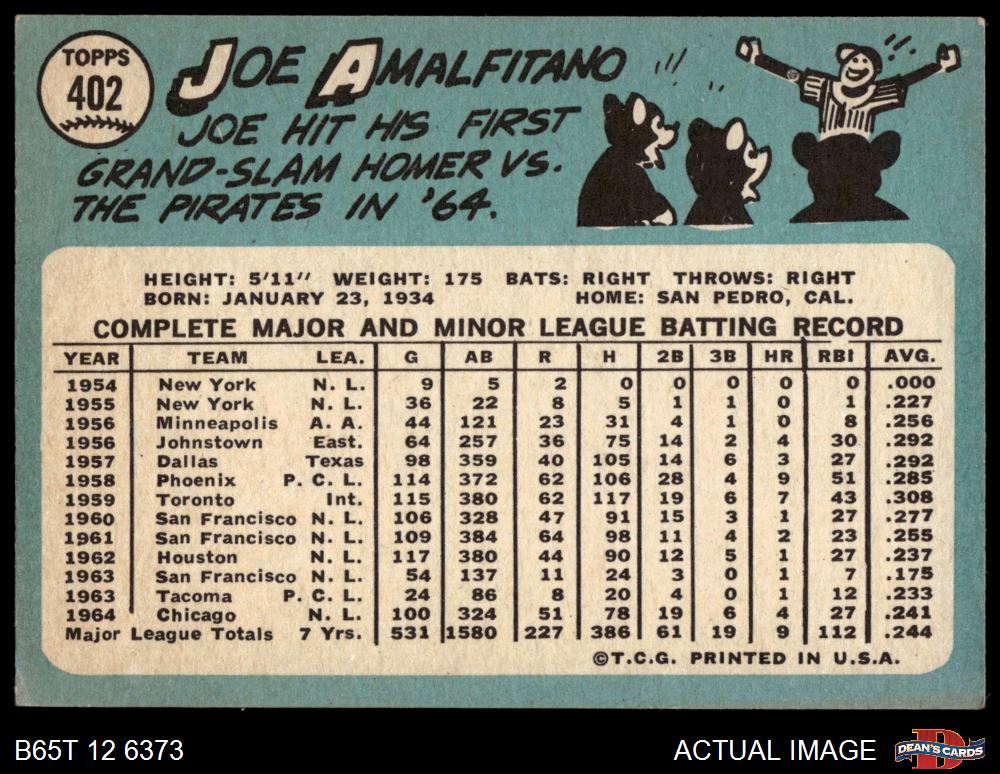 TOPPS
402
JOE AMALFITANO
JOE HIT HIS FIRST
GRAND-SLAM HOMER VS.
THE PIRATES IN '64.
HEIGHT: 5'11" WEIGHT: 175 BATS: RIGHT THROWS: RIGHT
BORN: JANUARY 23, 1934 HOME: SAN PEDRO, CAL.
COMPLETE MAJOR AND MINOR LEAGUE BATTING RECORD
YEAR TEAM LEA. G AB R H 2B 3B HR RBI AVG.
1954 New York N. L. 9 5 2 0 0 0 0 0 .000
1955 New York N. L. 36 22 8 5 1 1 0 1 .227
1956 Minneapolis A. A. 44 121 23 31 4 1 0 8 .256
1956 Johnstown East. 64 257 36 75 14 2 4 30 .292
1957 Dallas Texas 98 359 40 105 14 6 3 27 .292
1958 Phoenix P. C. L. 114 372 62 106 28 4 9 51 .285
1959 Toronto Int. 115 380 62 117 19 6 7 43 .308
1960 San Francisco N. L. 106 328 47 91 15 3 1 27 .277
1961 San Francisco N. L. 109 384 64 98 11 4 2 23 .255
1962 Houston N. L. 117 380 44 90 12 5 1 27 .237
1963 San Francisco N. L. 54 137 11 24 3 0 1 7 .175
1963 Tacoma P. C. L. 24 86 8 20 4 0 1 12 .233
1964 Chicago N. L. 100 324 51 78 19 6 4 27 .241
Major League Totals 7 Yrs. 531 1580 227 386 61 19 9 112 .244
©T.C.G. PRINTED IN U.S.A.
B65T 12 6373 ACTUAL IMAGE D DEAN'S CARDS